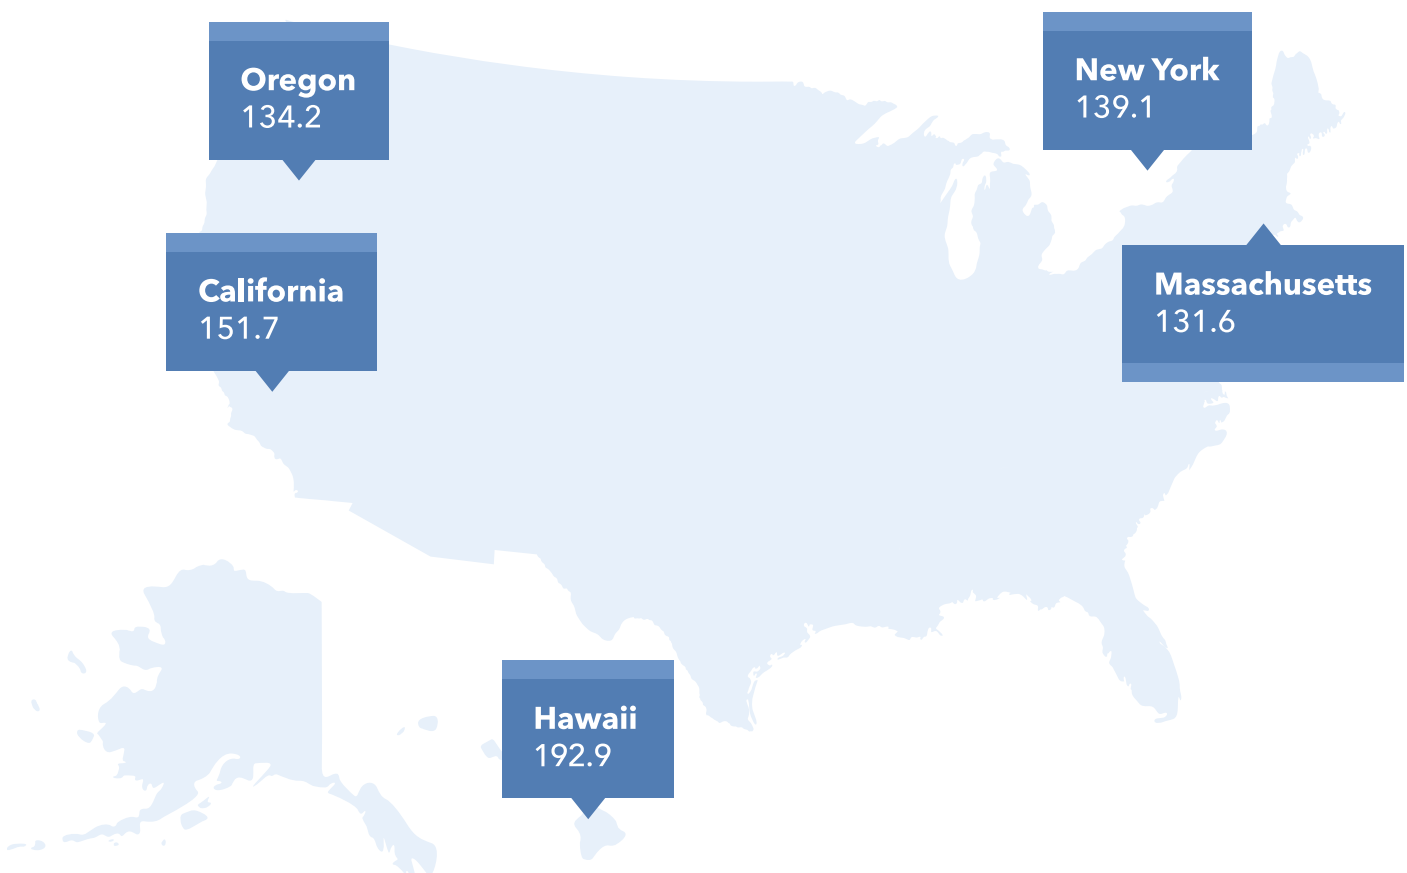 Oregon
134.2
New York
139.1
California
151.7
Massachusetts
131.6
Hawaii
192.9